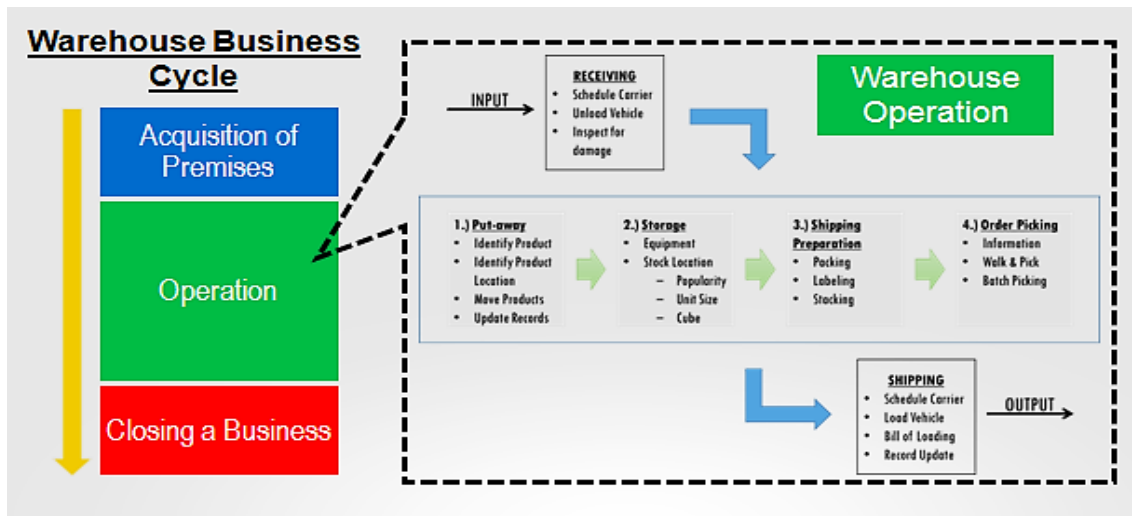 Warehouse Business
Cycle
Acquisition of
Premises
Operation
Closing a Business
Warehouse
Operation
INPUT
RECEIVING
• Schedule Carrier
• Unload Vehicle
• Inspect for
damage
1.) Put-away
• Identify Product
• Identify Product
Location
• Move Products
• Update Records
2.) Storage
• Equipment
• Stock Location
– Popularity
– Unit Size
– Cube
3.) Shipping
Preparation
• Packing
• Labeling
• Stocking
4.) Order Picking
• Information
• Walk & Pick
• Batch Picking
SHIPPING
• Schedule Carrier
• Load Vehicle
• Bill of Loading
• Record Update
OUTPUT